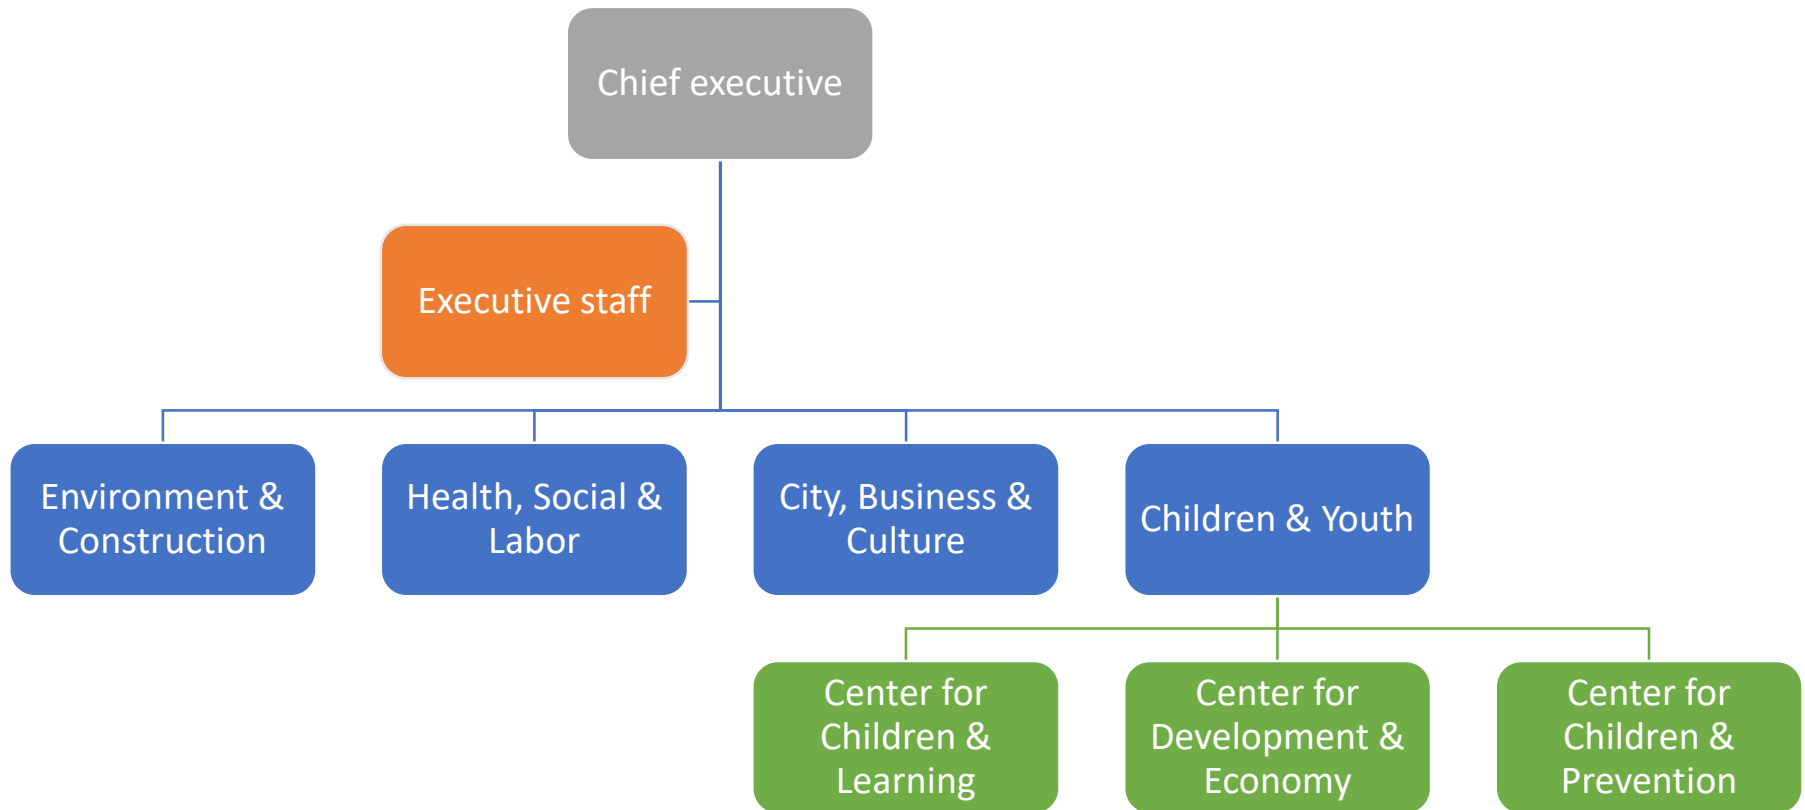 Chief executive
Executive staff
Environment &
Construction
Health, Social &
Labor
City, Business &
Culture
Children & Youth
Center for
Children &
Learning
Center for
Development &
Economy
Center for
Children &
Prevention